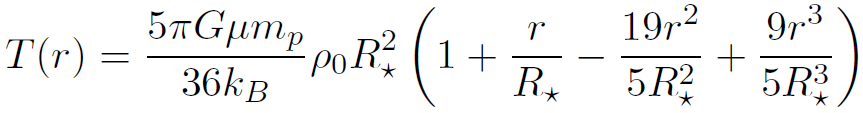 T(r) = \frac{5\pi G\mu m_p}{36k_B}\rho_0 R_\star^2 \left(1 + \frac{r}{R_\star} - \frac{19r^2}{5R_\star^2} + \frac{9r^3}{5R_\star^3}\right)